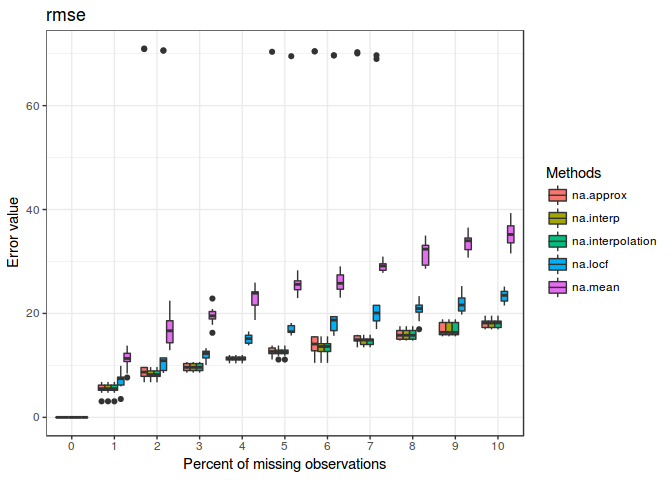 rmse
Error value
60
40
20
0
0 1 2 3 4 5 6 7 8 9 10
Percent of missing observations
Methods
na.approx
na.interp
na.interpolation
na.locf
na.mean